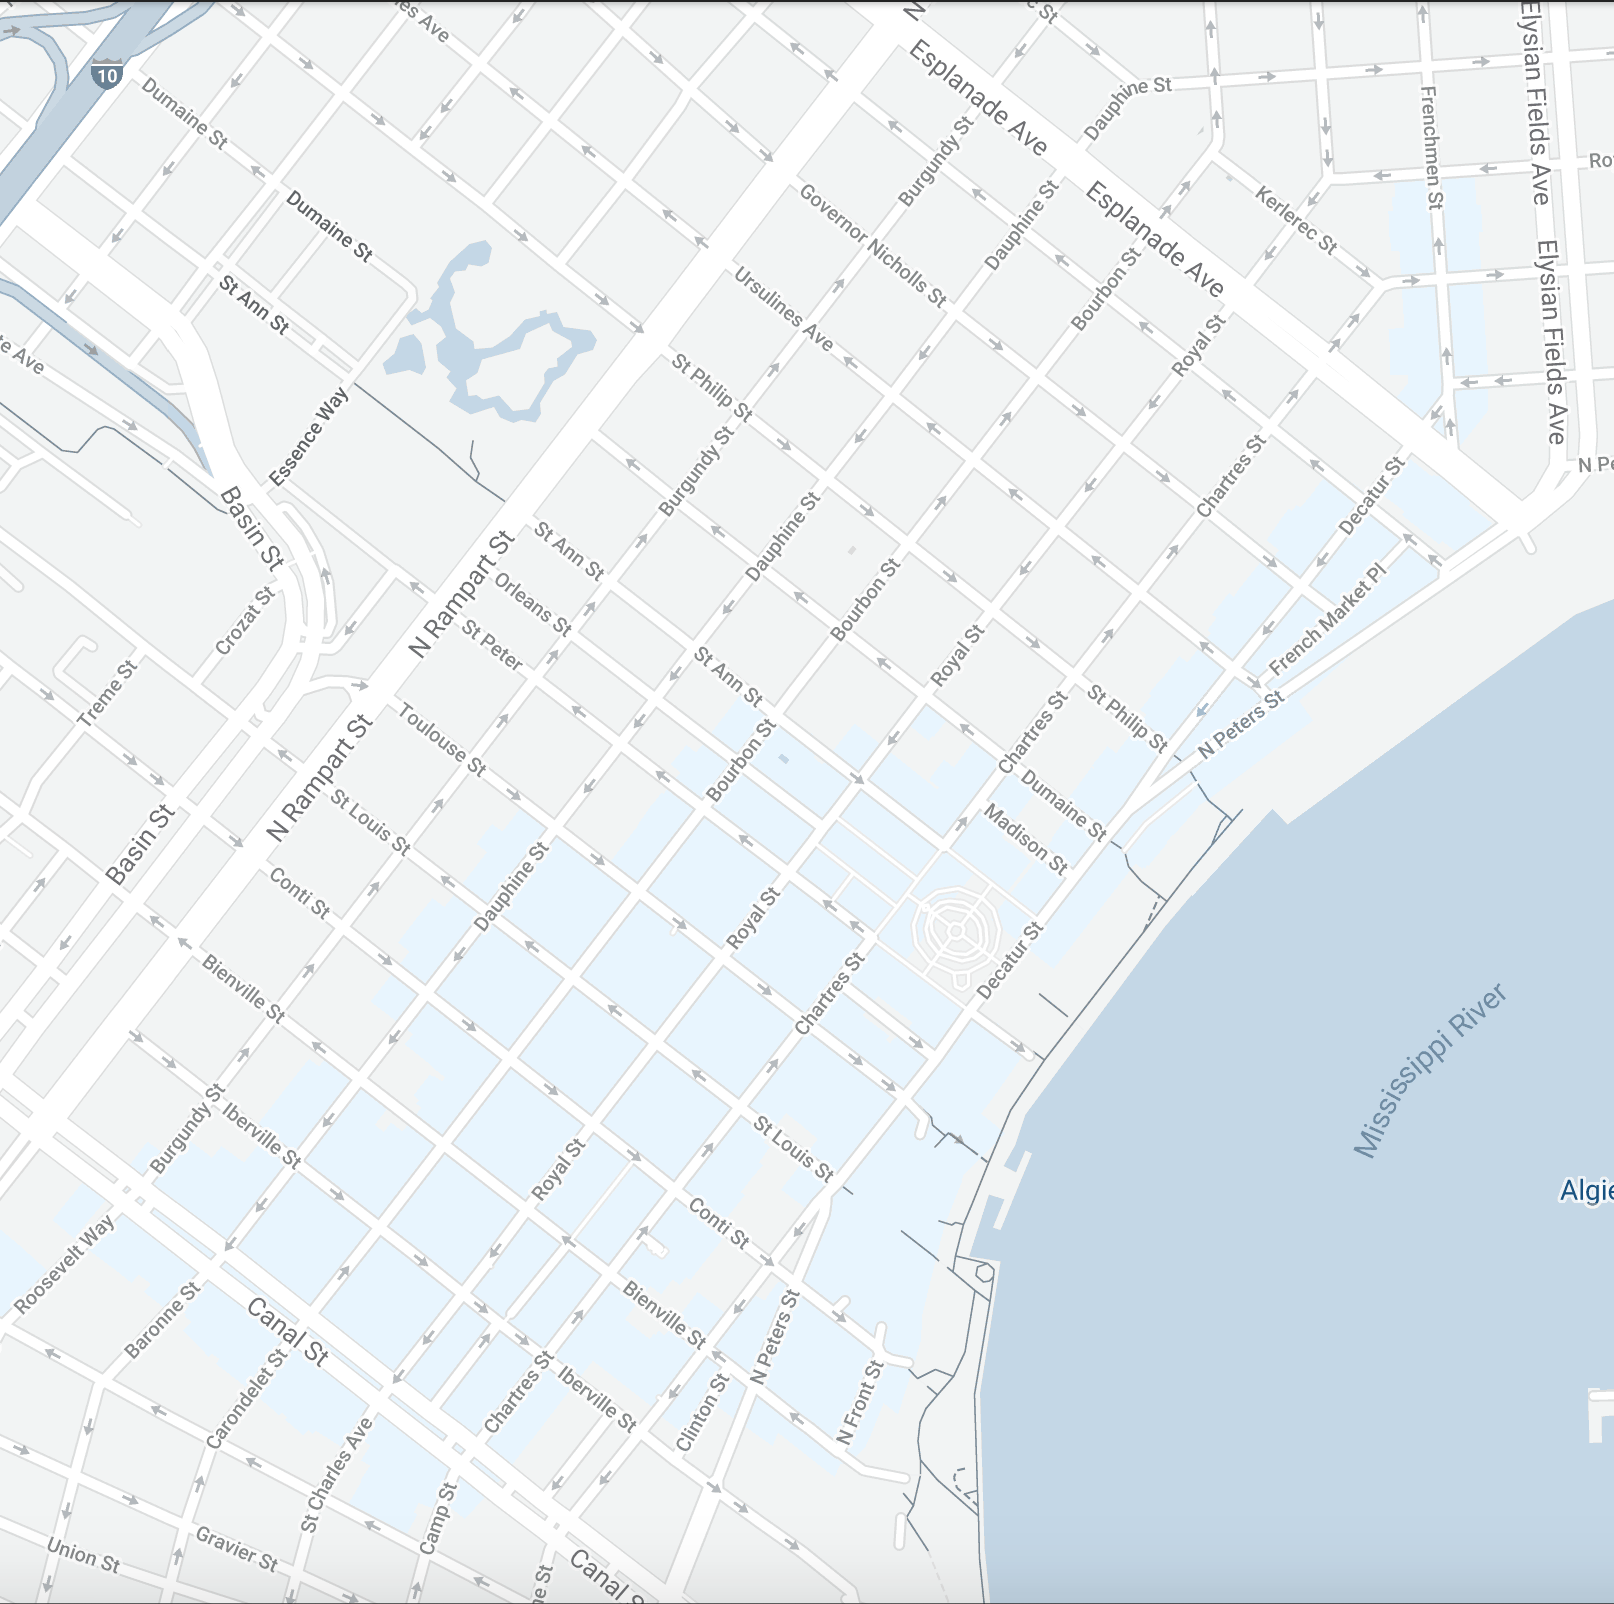 N
10
Dumaine St
Esplanade Ave
Dauphine St
Burgundy St
Frenchmen St
Elysian Fields Ave
Dumaine St
Governor Nicholls St
Dauphine St
Esplanade Ave
Kerlerec St
St Ann St
Ursulines Ave
Bourbon St
Royal St
Elysian Fields Ave
Essence Way
St Philip St
Burgundy St
Chartres St
Decatur St
Basin St
Dauphine St
St Ann St
N Rampart St
Orleans St
St Peter
Bourbon St
Crozat St
French Market Pl
Royal St
Treme St
St Ann St
Chartres St
St Philip St
N Peters St
Toulouse St
Bourbon St
N Rampart St
Dumaine St
Madison St
St Louis St
Basin St
Conti St
Dauphine St
Royal St
Decatur St
Chartres St
Bienville St
Mississippi River
Burgundy St
Iberville St
St Louis St
Royal St
Conti St
Roosevelt Way
Baronne St
Canal St
Bienville St
N Peters St
Carondelet St
Chartres St
Iberville St
Clinton St
N Front St
St Charles Ave
Camp St
Union St
Gravier St
Canal S